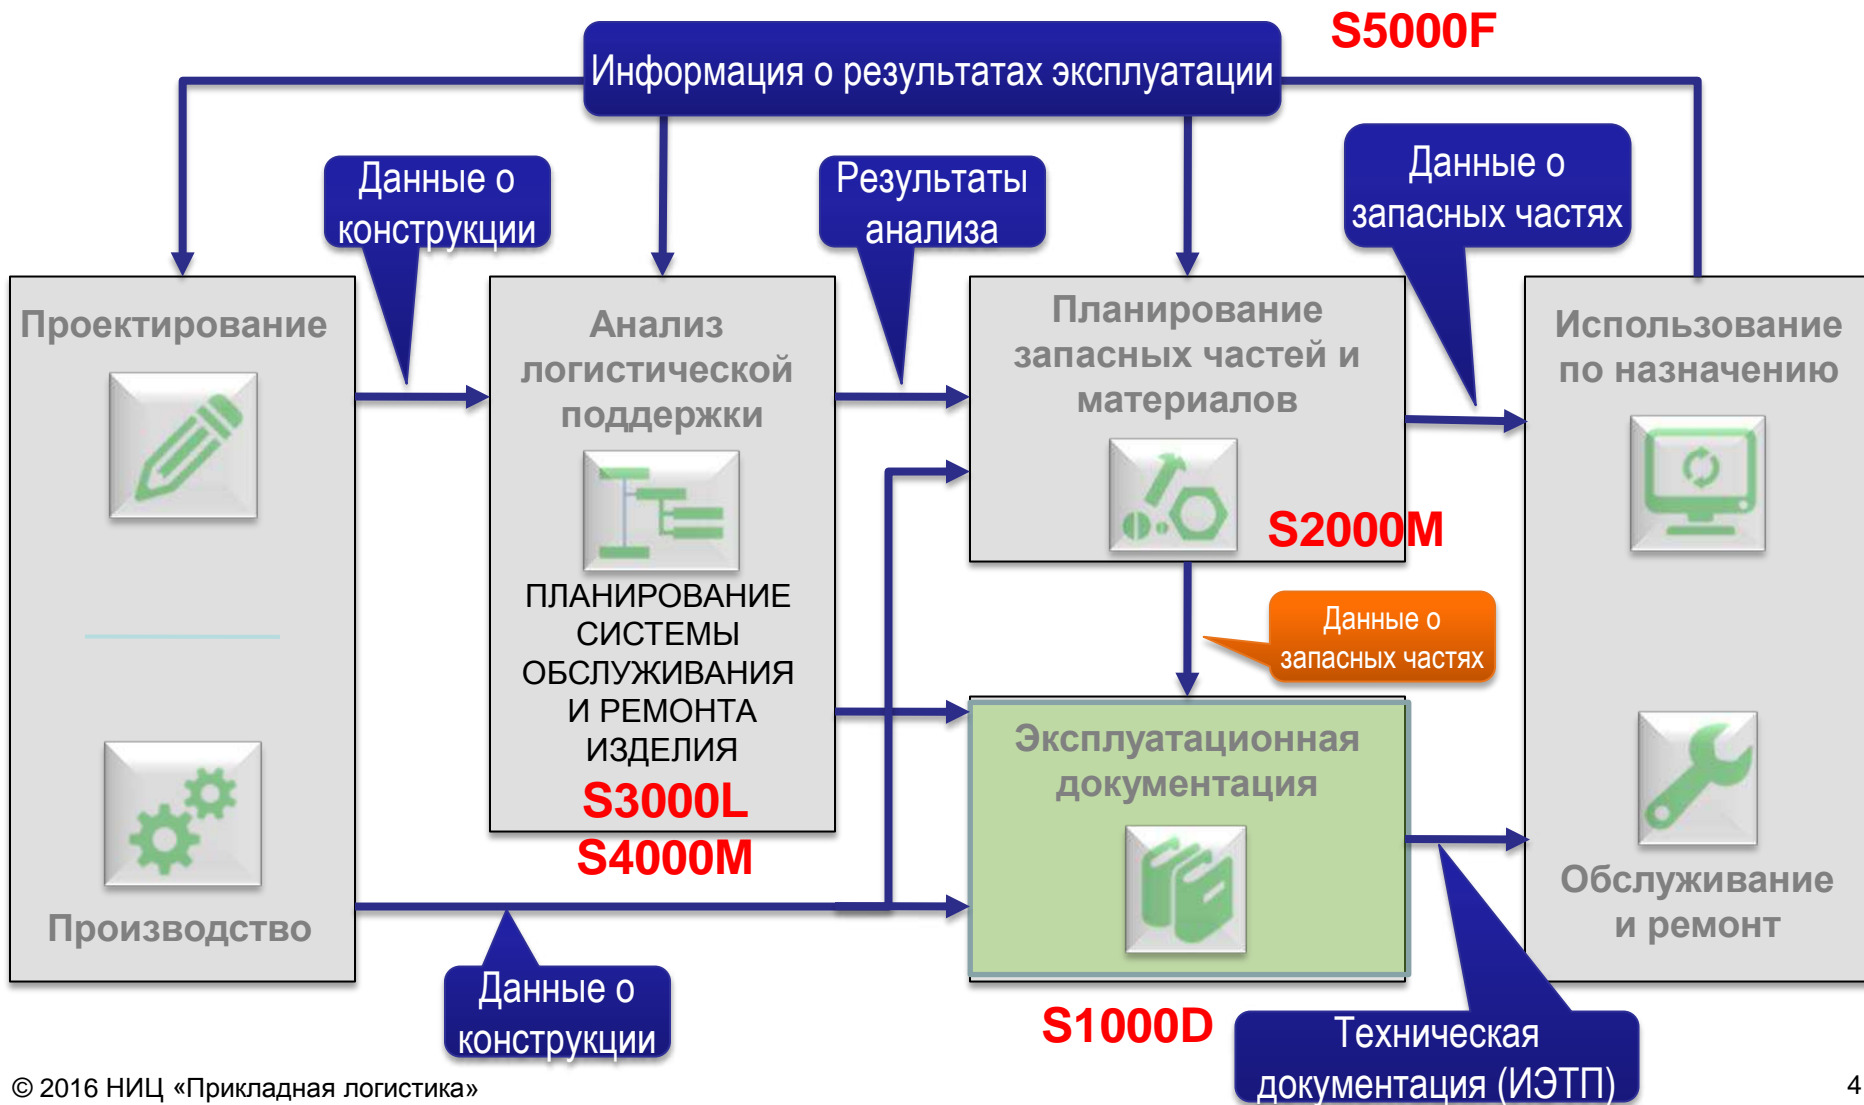 S5000F
Информация о результатах эксплуатации
Данные о
конструкции
Результаты
анализа
Данные о
запасных частях
Проектирование
Производство
Анализ
логистической
поддержки
ПЛАНИРОВАНИЕ
СИСТЕМЫ
ОБСЛУЖИВАНИЯ
И РЕМОНТА
ИЗДЕЛИЯ
S3000L
S4000M
Планирование
запасных частей и
материалов
S2000M
Данные о
запасных частях
Эксплуатационная
документация
S1000D
Использование
по назначению
Обслуживание
и ремонт
Данные о
конструкции
Техническая
документация (ИЭТП)
© 2016 НИЦ «Прикладная логистика»
4